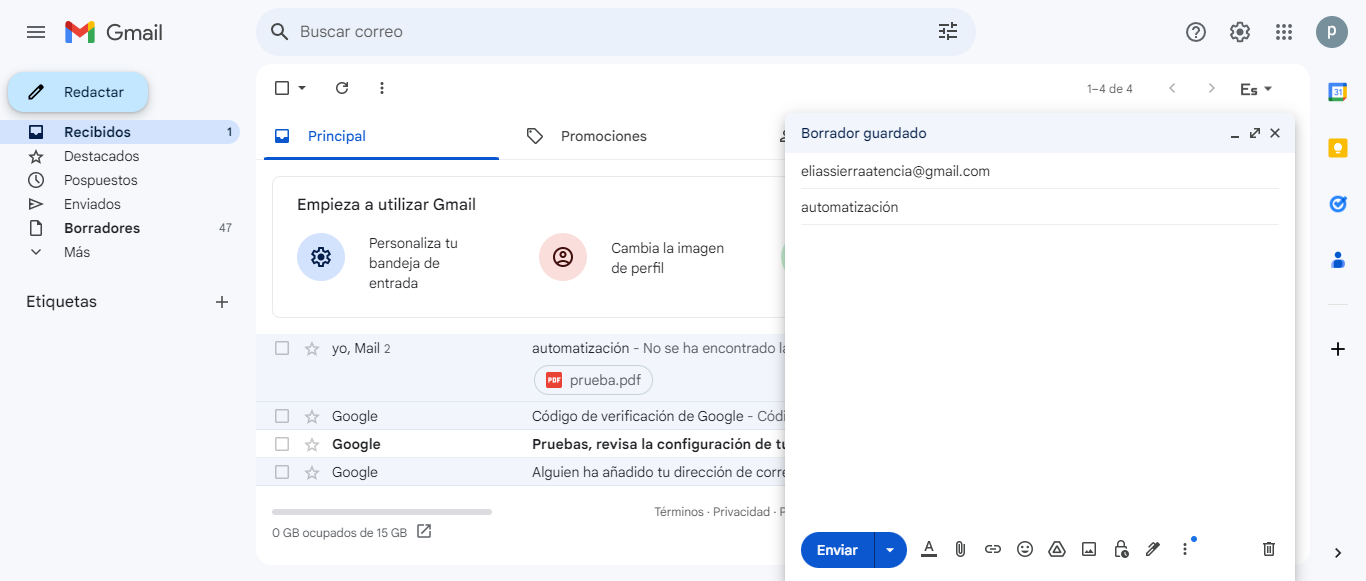 Gmail
Buscar correo
P
Redactar
Recibidos 1
Destacados
Pospuestos
Enviados
Borradores 47
Más
Etiquetas
1–4 de 4
Es
Principal
Promociones
Empieza a utilizar Gmail
Personaliza tu
bandeja de
entrada
Cambia la imagen
de perfil
yo, Mail 2 automatización - No se ha encontrado
PDF prueba.pdf
Google Código de verificación de Google -
Google Pruebas, revisa la configuración de
Google Alguien ha añadido tu dirección de
0 GB ocupados de 15 GB
Términos · Privacidad ·
Borrador guardado
eliassierraatencia@gmail.com
automatización
Enviar
A
31